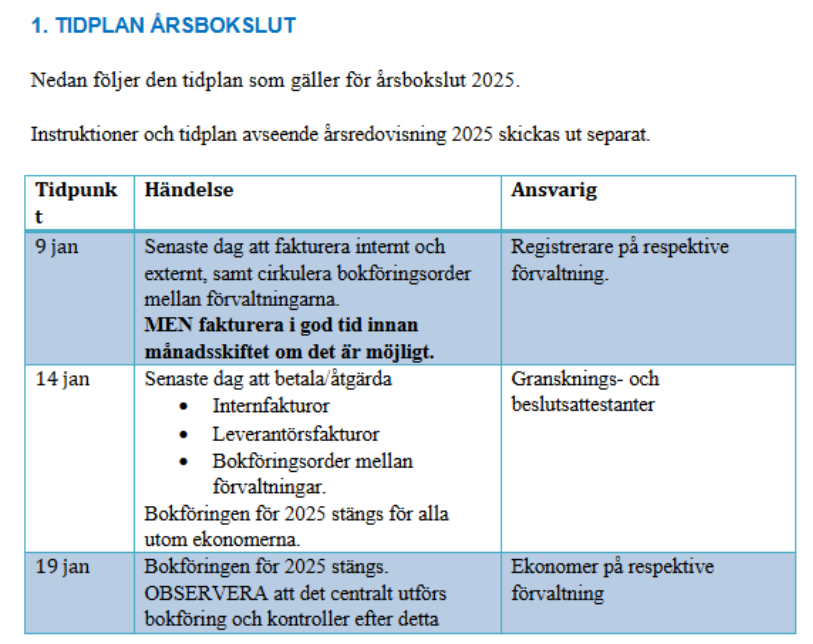 1. TIDPLAN ÅRSBOKSLUT
Nedan följer den tidplan som gäller för årsbokslut 2025.
Instruktioner och tidplan avseende årsredovisning 2025 skickas ut separat.
Tidpunk
t
Händelse
Ansvarig
9 jan
Senaste dag att fakturera internt och
externt, samt cirkulera bokföringsorder
mellan förvaltningarna.
MEN fakturera i god tid innan
månadsskiftet om det är möjligt.
Registrerare på respektive
förvaltning.
14 jan
Senaste dag att betala/åtgärda
• Internfakturor
• Leverantörsfakturor
• Bokföringsorder mellan
förvaltningar.
Bokföringen för 2025 stängs för alla
utom ekonomerna.
Gransknings- och
beslutsattestanter
19 jan
Bokföringen för 2025 stängs.
OBSERVERA att det centralt utförs
bokföring och kontroller efter detta
Ekonomer på respektive
förvaltning